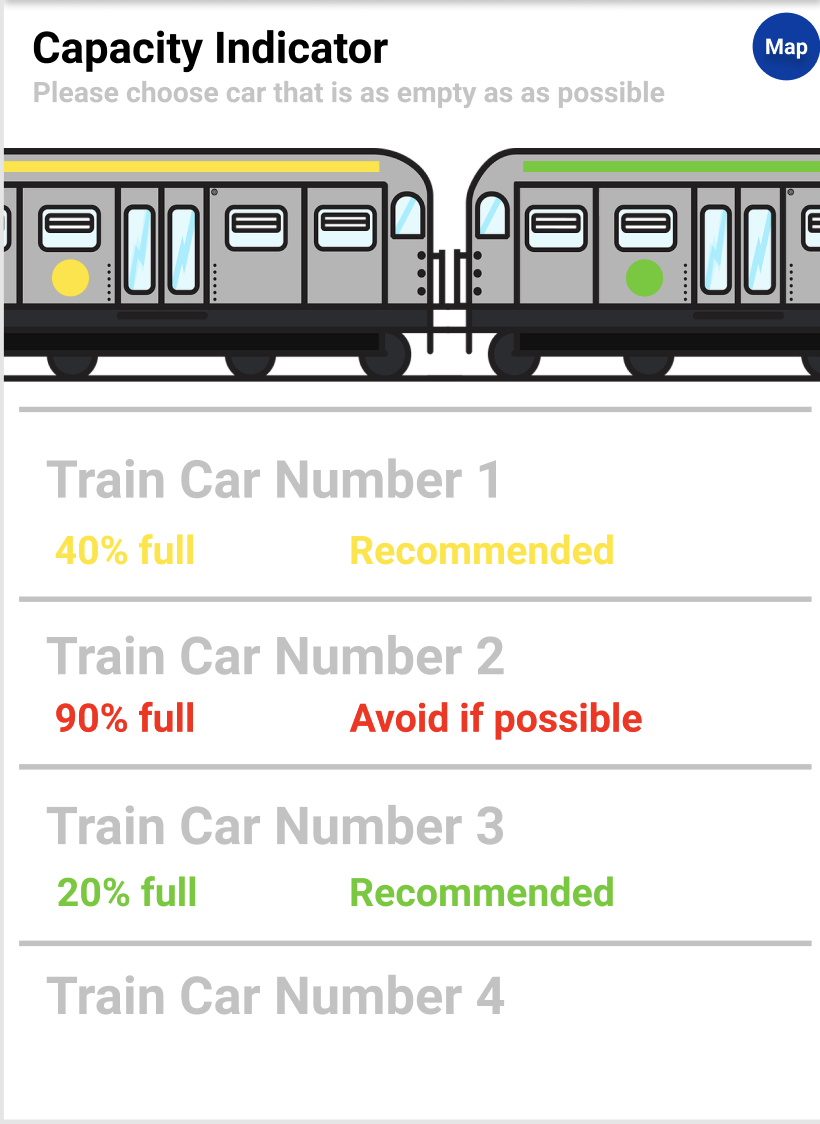 Capacity Indicator
Map
Please choose car that is as empty as as possible
Train Car Number 1
40% full Recommended
Train Car Number 2
90% full Avoid if possible
Train Car Number 3
20% full Recommended
Train Car Number 4